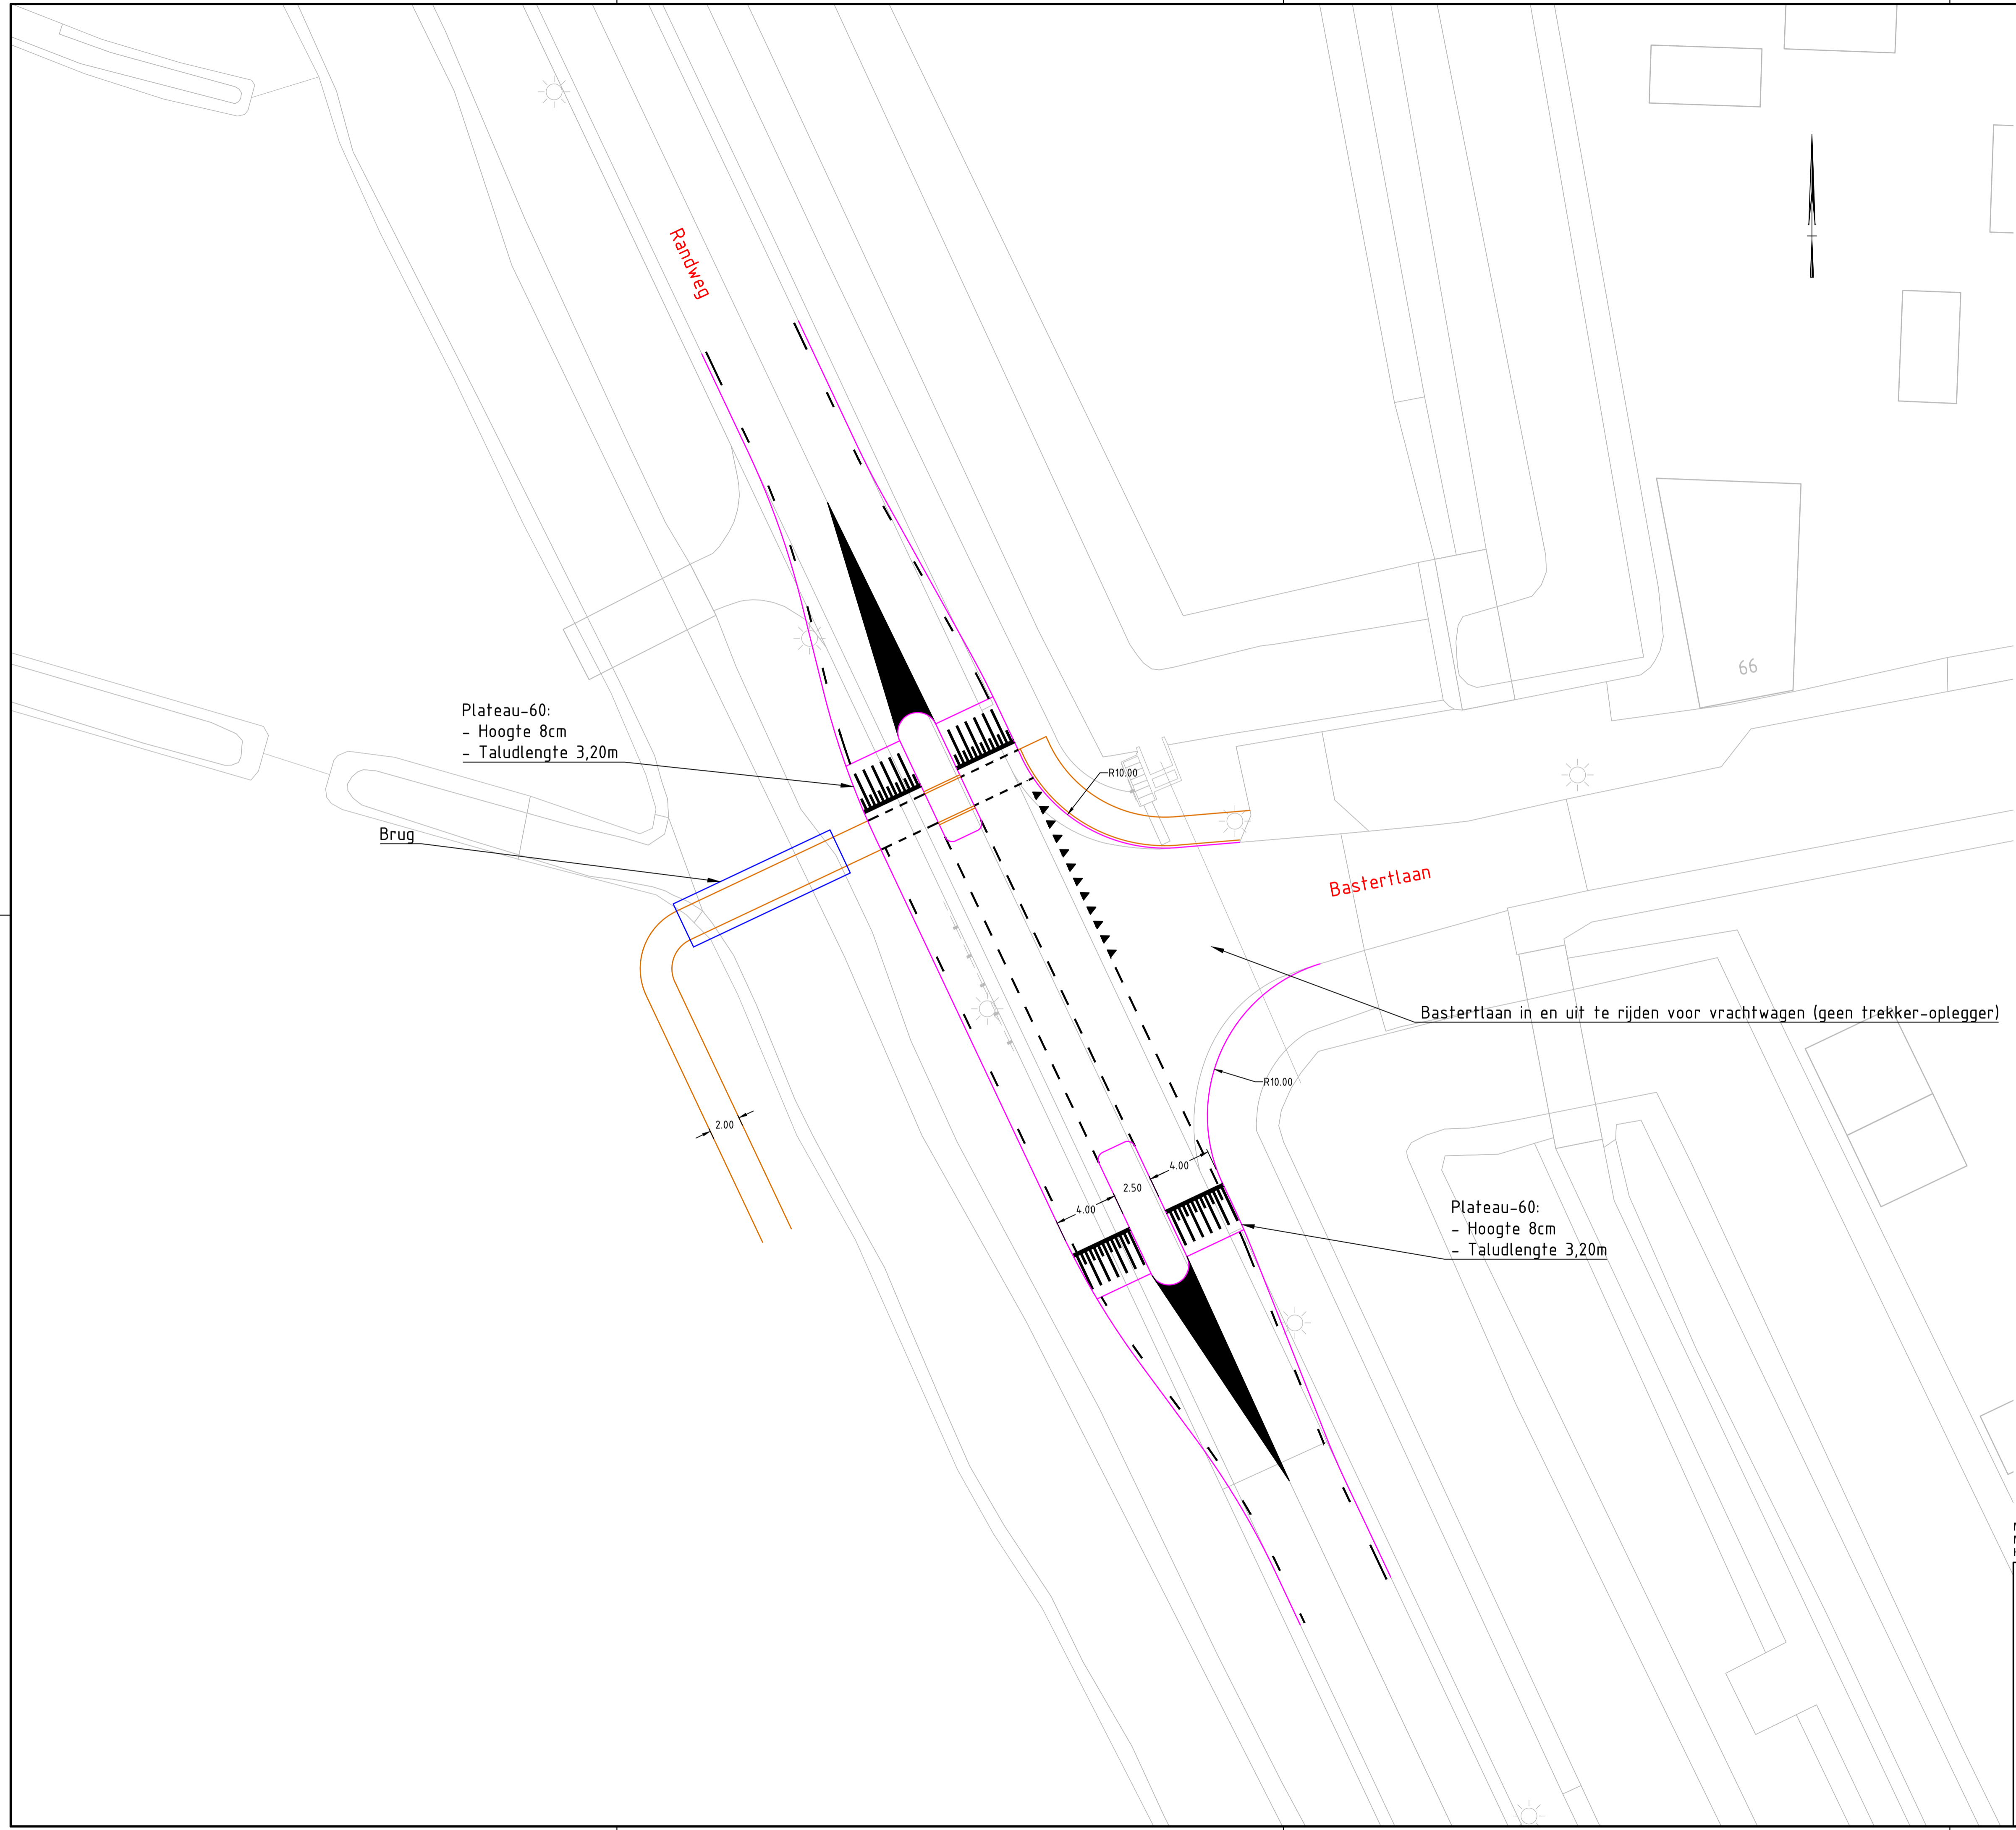 Randweg
66
Plateau-60:
- Hoogte 8cm
- Taludlengte 3,20m
R10.00
Brug
Bastertlaan
Bastertlaan in en uit te rijden voor vrachtwagen (geen trekker-oplegger)
R10.00
2.00
4.00
2.50
4.00
Plateau-60:
- Hoogte 8cm
- Taludlengte 3,20m